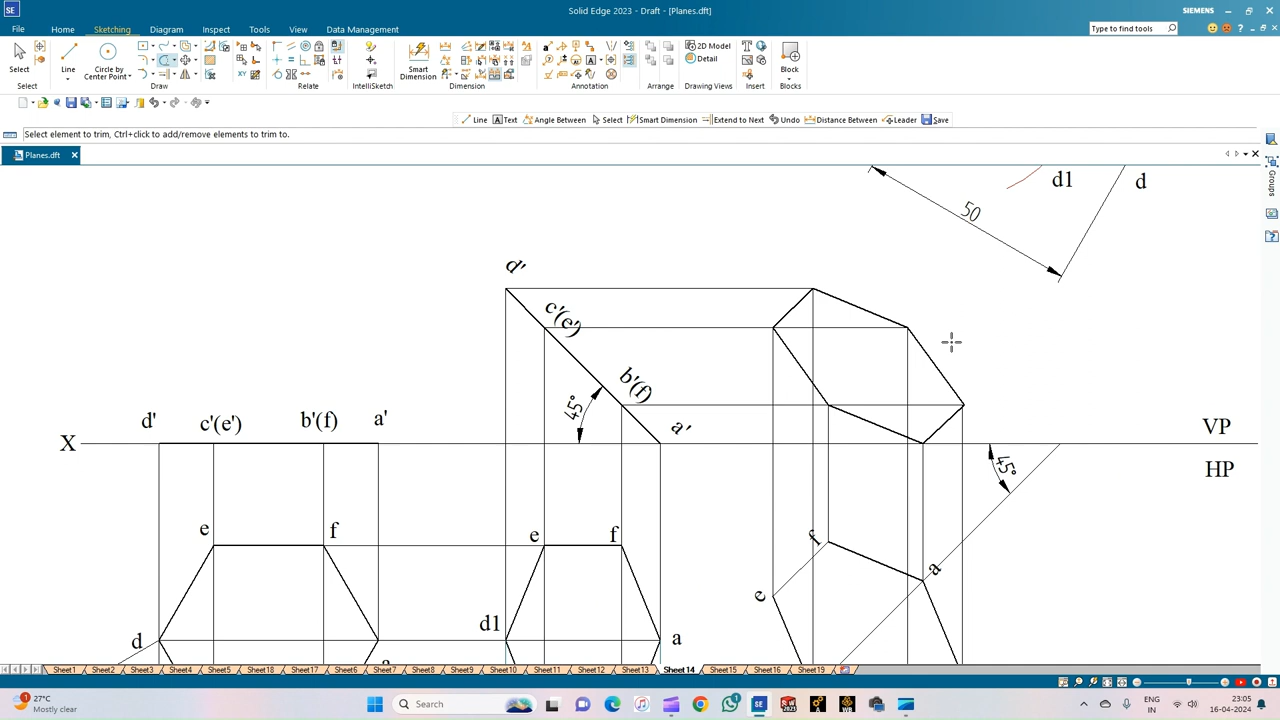 Solid Edge 2023 - Draft - [Planes.dft]
SIEMENS
File Home Sketching Diagram Inspect Tools View Data Management
Type to find tools
Select
Line
Circle by Center Point
Smart Dimension
2D Model
Detail
Block
Select Draw Relate IntelliSketch Dimension Annotation Arrange Drawing Views Insert Blocks
Line Text Angle Between Select Smart Dimension Extend to Next Undo Distance Between Leader Save
Select element to trim, Ctrl+click to add/remove elements to trim to.
Planes.dft
Groups
d1 d
50
d'
c'(e')
b'(f)
45°
a'
d' c'(e') b'(f) a'
X
VP
HP
45°
e f
e f
f
a
e
d1
a
d
Sheet1 Sheet2 Sheet3 Sheet4 Sheet5 Sheet18 Sheet17 Sheet6 Sheet7 Sheet8 Sheet9 Sheet10 Sheet11 Sheet12 Sheet13 Sheet14 Sheet15 Sheet16 Sheet19
27°C
Mostly clear
Search
ENG
IN
23:05
16-04-2024